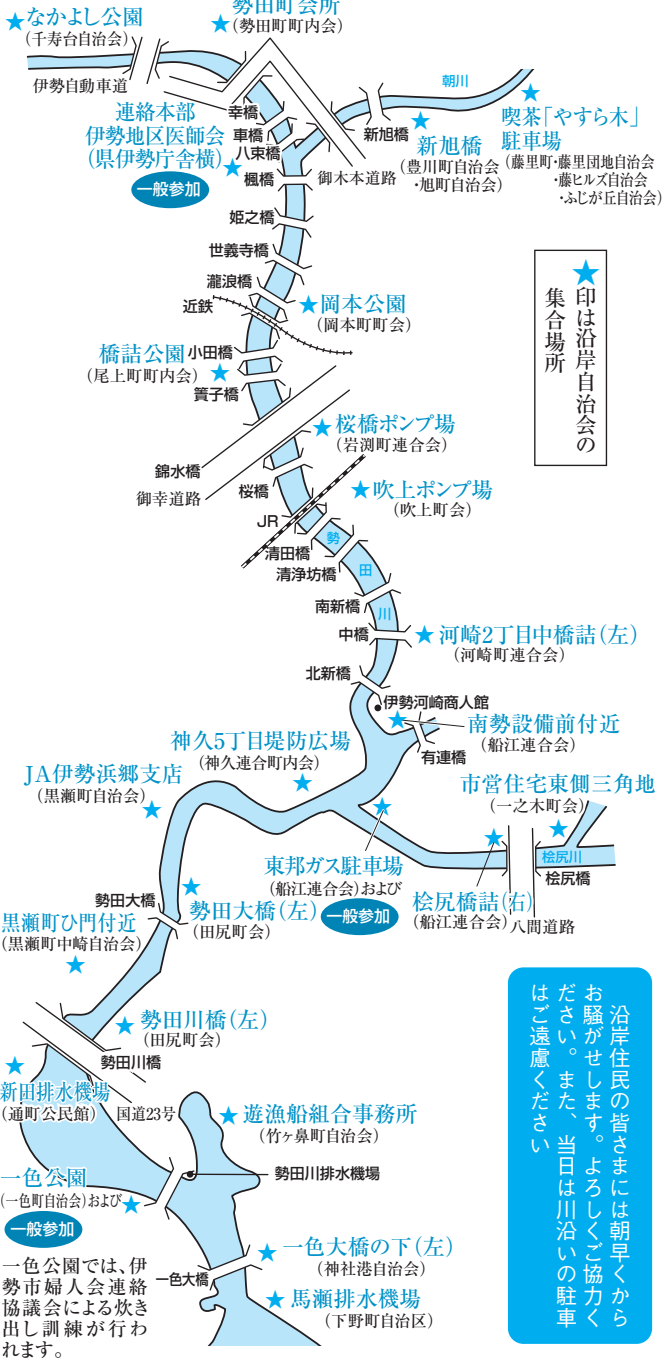 勢田町会所
(勢田町町内会)
なかよし公園
(千寿台自治会)
伊勢自動車道
朝川
連絡本部
伊勢地区医師会
(県伊勢庁舎横)
一般参加
幸橋
車橋
八束橋
新旭橋
新旭橋
(豊川町自治会
・旭町自治会)
喫茶「やすら木」
駐車場
(藤里町・藤里団地自治会
・藤ヒルズ自治会
・ふじが丘自治会)
楓橋
御木本道路
姫之橋
世義寺橋
瀧浪橋
近鉄
岡本公園
(岡本町町会)
★印は沿岸自治会の
集合場所
橋詰公園
(尾上町町内会)
小田橋
簀子橋
桜橋ポンプ場
(岩渕町連合会)
錦水橋
御幸道路
桜橋
吹上ポンプ場
(吹上町会)
JR
清田橋
清浄坊橋
勢
田
川
南新橋
中橋
河崎2丁目中橋詰(左)
(河崎町連合会)
北新橋
伊勢河崎商人館
南勢設備前付近
(船江連合会)
有連橋
神久5丁目堤防広場
(神久連合町内会)
JA伊勢浜郷支店
(黒瀬町自治会)
市営住宅東側三角地
(一之木町会)
東邦ガス駐車場
(船江連合会)および
一般参加
桧尻川
桧尻橋
桧尻橋詰(右)
(船江連合会)
八間道路
勢田大橋
勢田大橋(左)
(田尻町会)
黒瀬町ひ門付近
(黒瀬町中崎自治会)
勢田川橋(左)
(田尻町会)
勢田川橋
新田排水機場
(通町公民館)
国道23号
遊漁船組合事務所
(竹ヶ鼻町自治会)
勢田川排水機場
一色公園
(一色町自治会)および
一般参加
一色公園では、伊
勢市婦人会連絡
協議会による炊き
出し訓練が行わ
れます。
一色大橋
一色大橋の下(左)
(神社港自治会)
馬瀬排水機場
(下野町自治区)
沿岸住民の皆さまには朝早くから
お騒がせします。よろしくご協力く
ださい。また、当日は川沿いの駐車
はご遠慮ください